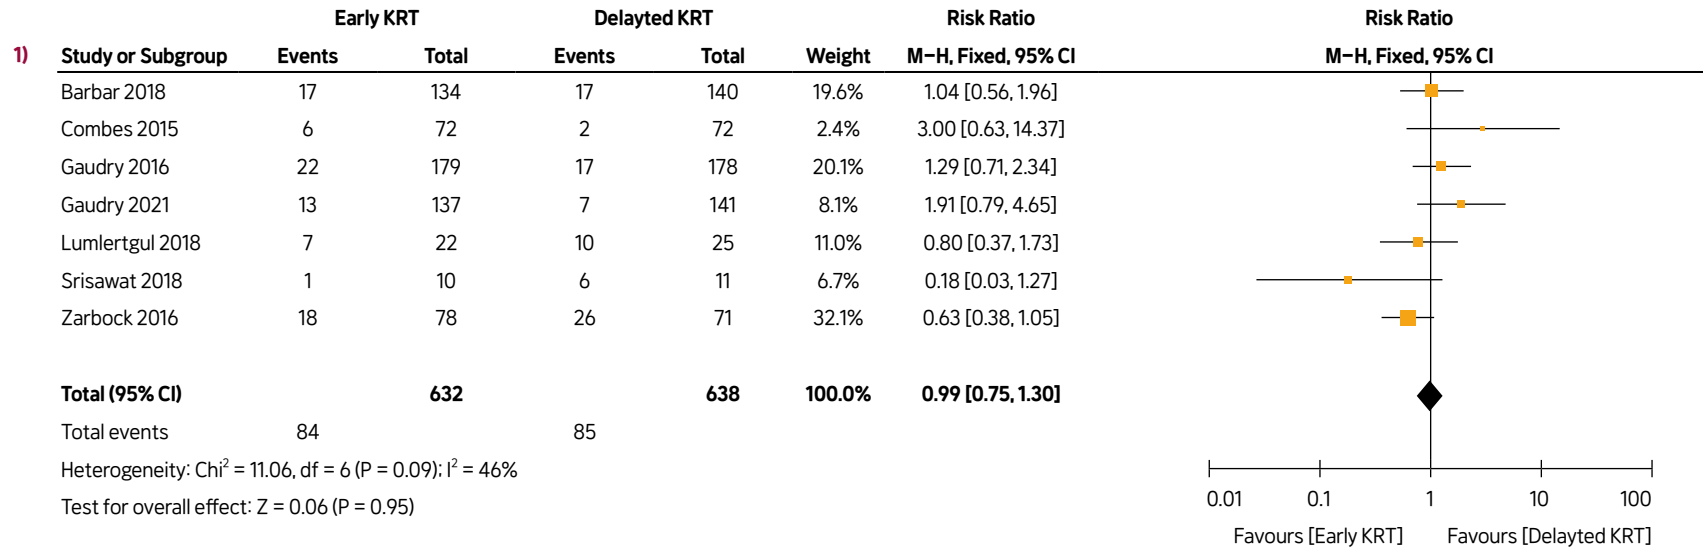 Early KRT Delayted KRT Risk Ratio Risk Ratio
1) Study or Subgroup Events Total Events Total Weight M–H, Fixed, 95% CI M–H, Fixed, 95% CI
Barbar 2018 17 134 17 140 19.6% 1.04 [0.56, 1.96]
Combes 2015 6 72 2 72 2.4% 3.00 [0.63, 14.37]
Gaudry 2016 22 179 17 178 20.1% 1.29 [0.71, 2.34]
Gaudry 2021 13 137 7 141 8.1% 1.91 [0.79, 4.65]
Lumlertgul 2018 7 22 10 25 11.0% 0.80 [0.37, 1.73]
Srisawat 2018 1 10 6 11 6.7% 0.18 [0.03, 1.27]
Zarbock 2016 18 78 26 71 32.1% 0.63 [0.38, 1.05]
Total (95% CI) 632 638 100.0% 0.99 [0.75, 1.30]
Total events 84 85
Heterogeneity: Chi² = 11.06, df = 6 (P = 0.09); I² = 46%
Test for overall effect: Z = 0.06 (P = 0.95)
0.01 0.1 1 10 100
Favours [Early KRT] Favours [Delayted KRT]